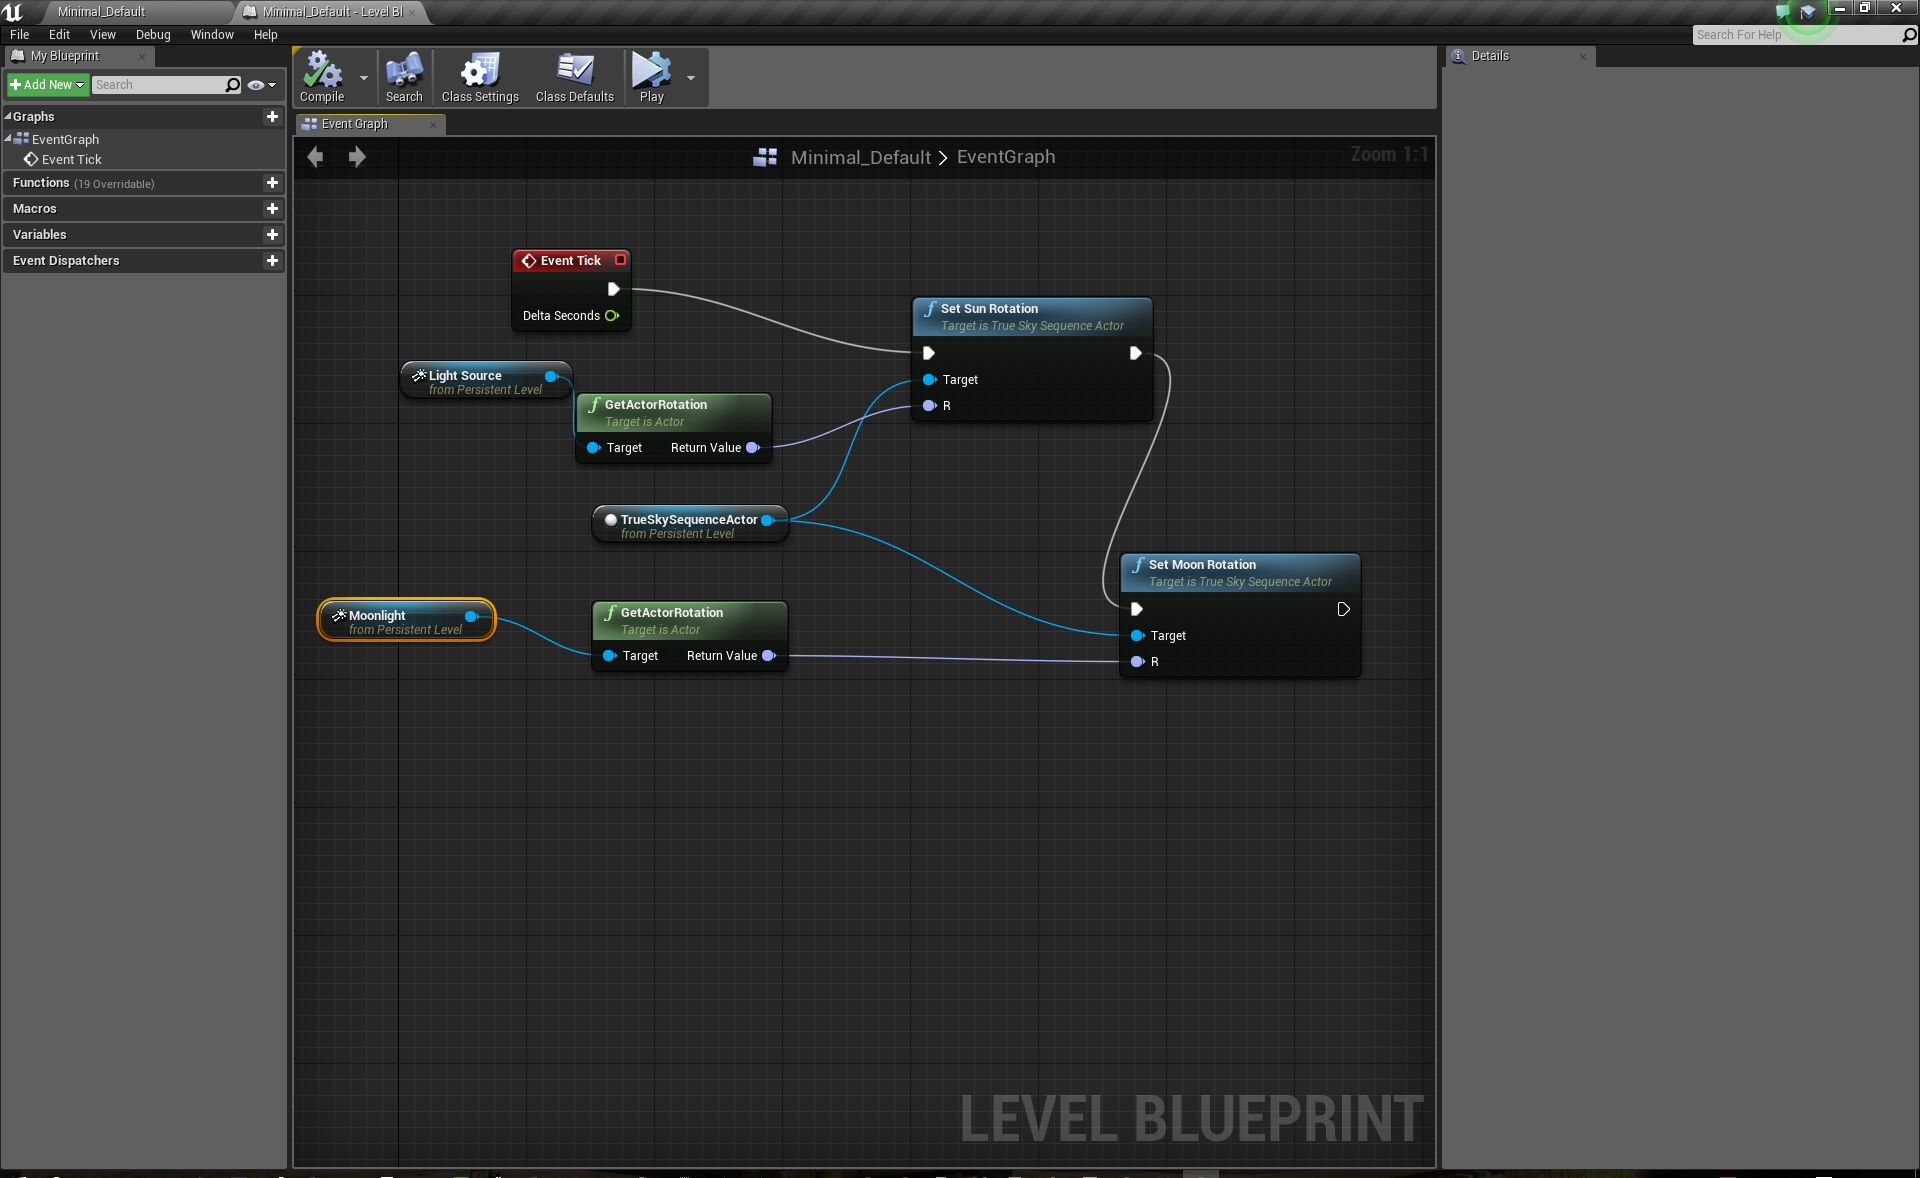 Minimal_Default
Minimal_Default - Level Bl
File Edit View Debug Window Help
Search For Help
My Blueprint
Details
Add New
Search
Compile
Search
Class Settings
Class Defaults
Play
Graphs
EventGraph
Event Tick
Functions (19 Overridable)
Macros
Variables
Event Dispatchers
Event Graph
Minimal_Default > EventGraph
Zoom 1:1
Event Tick
Delta Seconds
Set Sun Rotation
Target is True Sky Sequence Actor
Target
R
Light Source
from Persistent Level
GetActorRotation
Target is Actor
Target Return Value
TrueSkySequenceActor
from Persistent Level
Set Moon Rotation
Target is True Sky Sequence Actor
Target
R
Moonlight
from Persistent Level
GetActorRotation
Target is Actor
Target Return Value
LEVEL BLUEPRINT